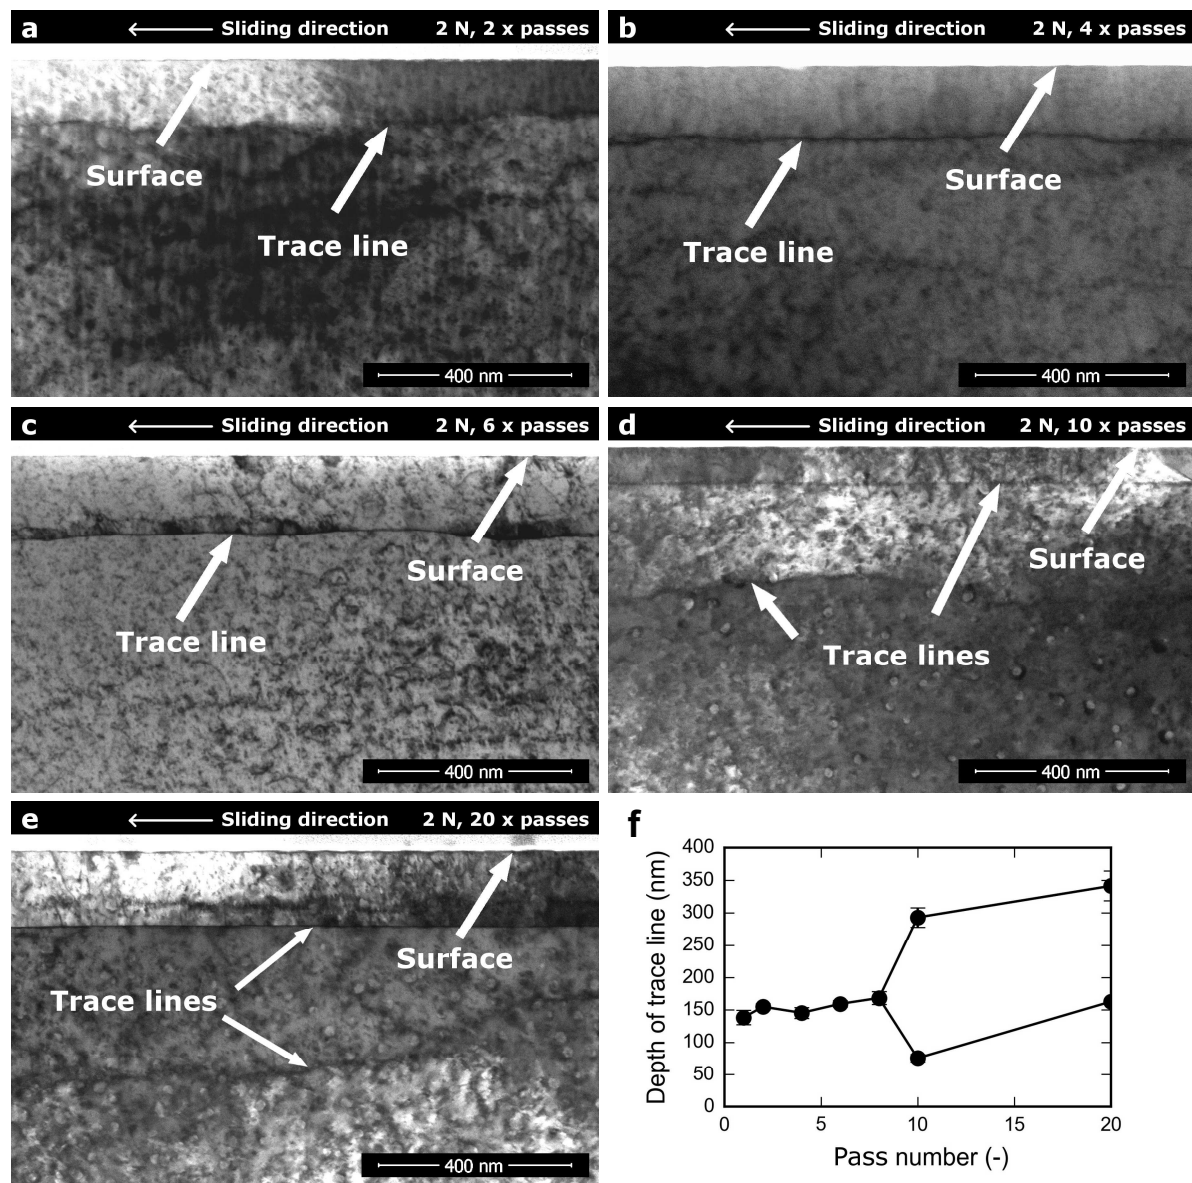 a Sliding direction 2 N, 2 x passes
Surface
Trace line
400 nm
b Sliding direction 2 N, 4 x passes
Surface
Trace line
400 nm
c Sliding direction 2 N, 6 x passes
Surface
Trace line
400 nm
d Sliding direction 2 N, 10 x passes
Surface
Trace lines
400 nm
e Sliding direction 2 N, 20 x passes
Surface
Trace lines
400 nm
f
Depth of trace line (nm)
400
350
300
250
200
150
100
50
0
0 5 10 15 20
Pass number (-)